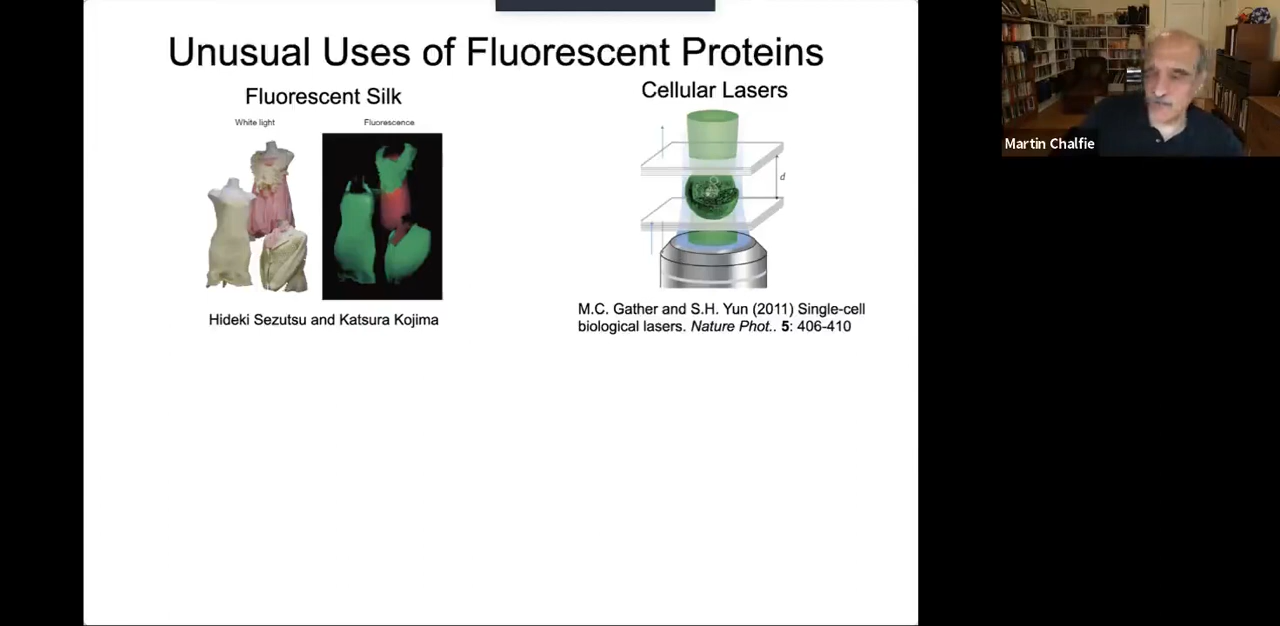 Unusual Uses of Fluorescent Proteins
Fluorescent Silk
White light
Fluorescence
Hideki Sezutsu and Katsura Kojima
Cellular Lasers
d
M.C. Gather and S.H. Yun (2011) Single-cell
biological lasers. Nature Phot.. 5: 406-410
Martin Chalfie